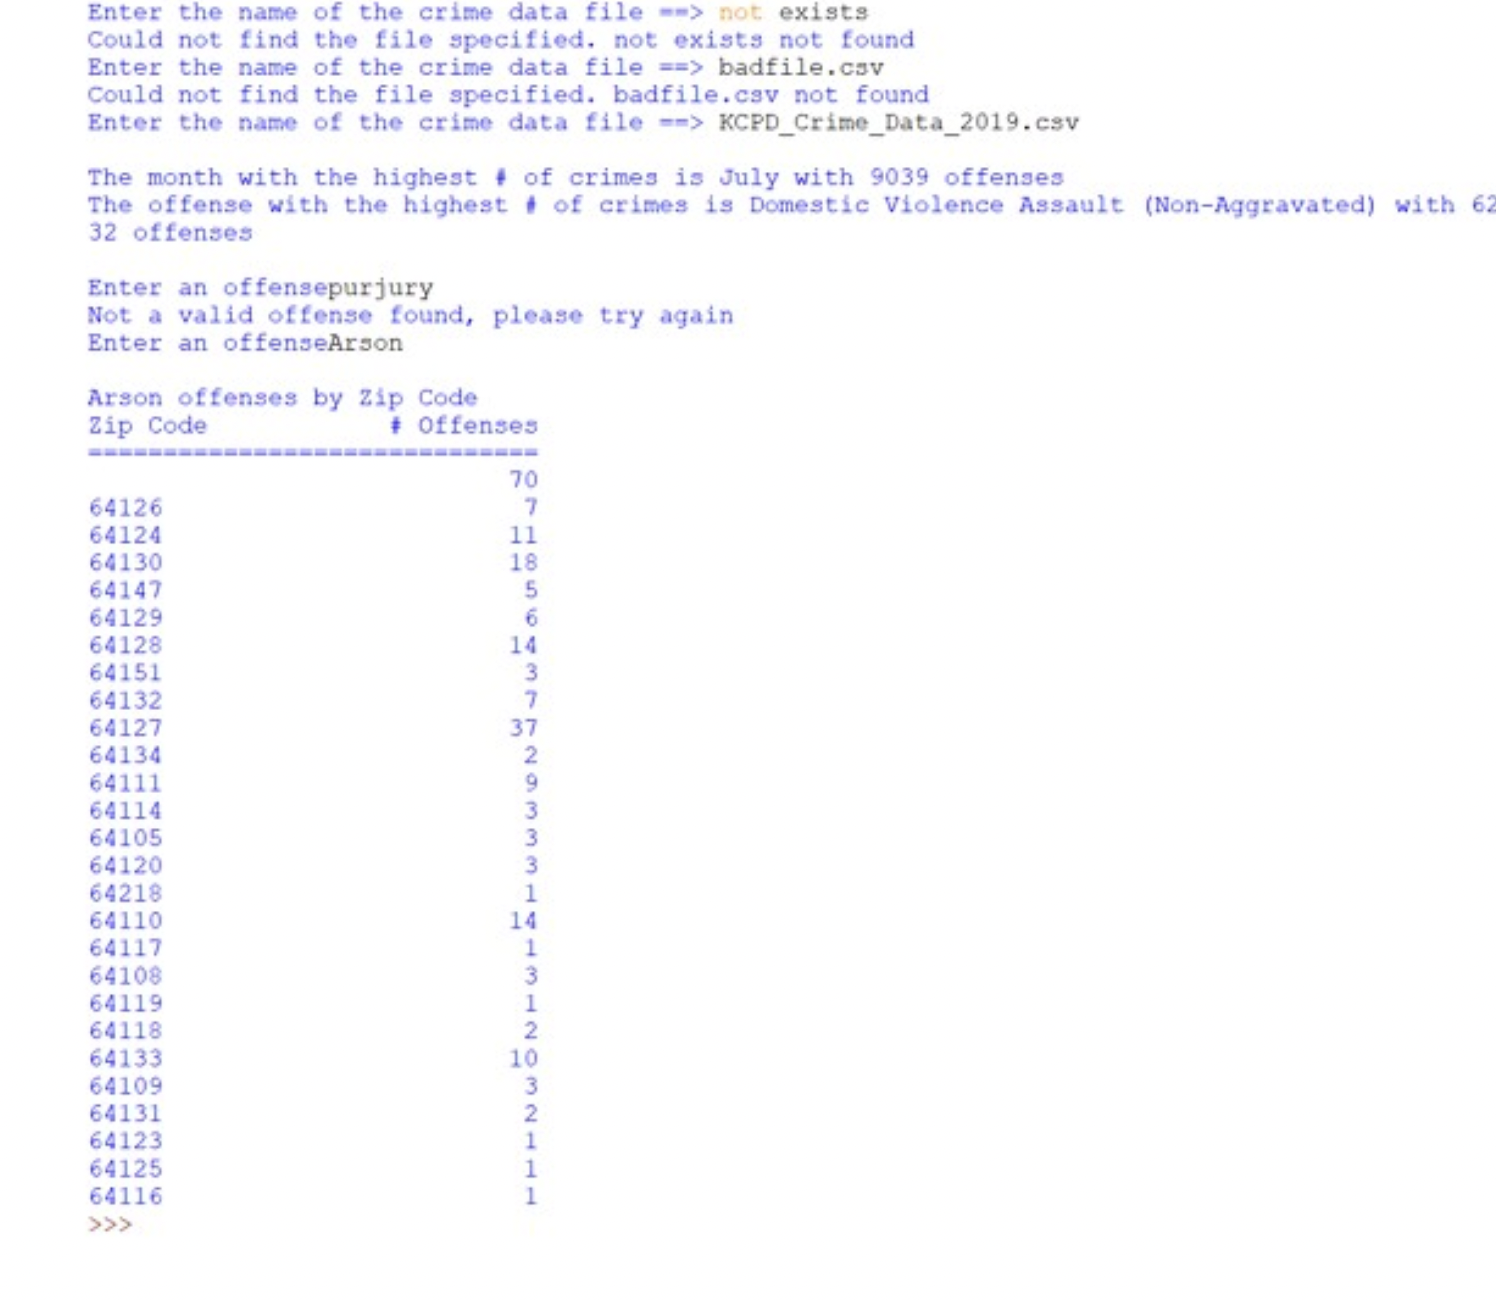 Enter the name of the crime data file ==> not exists
Could not find the file specified. not exists not found
Enter the name of the crime data file ==> badfile.csv
Could not find the file specified. badfile.csv not found
Enter the name of the crime data file ==> KCPD_Crime_Data_2019.csv
The month with the highest # of crimes is July with 9039 offenses
The offense with the highest # of crimes is Domestic Violence Assault (Non-Aggravated) with 62
32 offenses
Enter an offensepurjury
Not a valid offense found, please try again
Enter an offenseArson
Arson offenses by Zip Code
Zip Code # Offenses
==============================
70
64126 7
64124 11
64130 18
64147 5
64129 6
64128 14
64151 3
64132 7
64127 37
64134 2
64111 9
64114 3
64105 3
64120 3
64218 1
64110 14
64117 1
64108 3
64119 1
64118 2
64133 10
64109 3
64131 2
64123 1
64125 1
64116 1
>>>